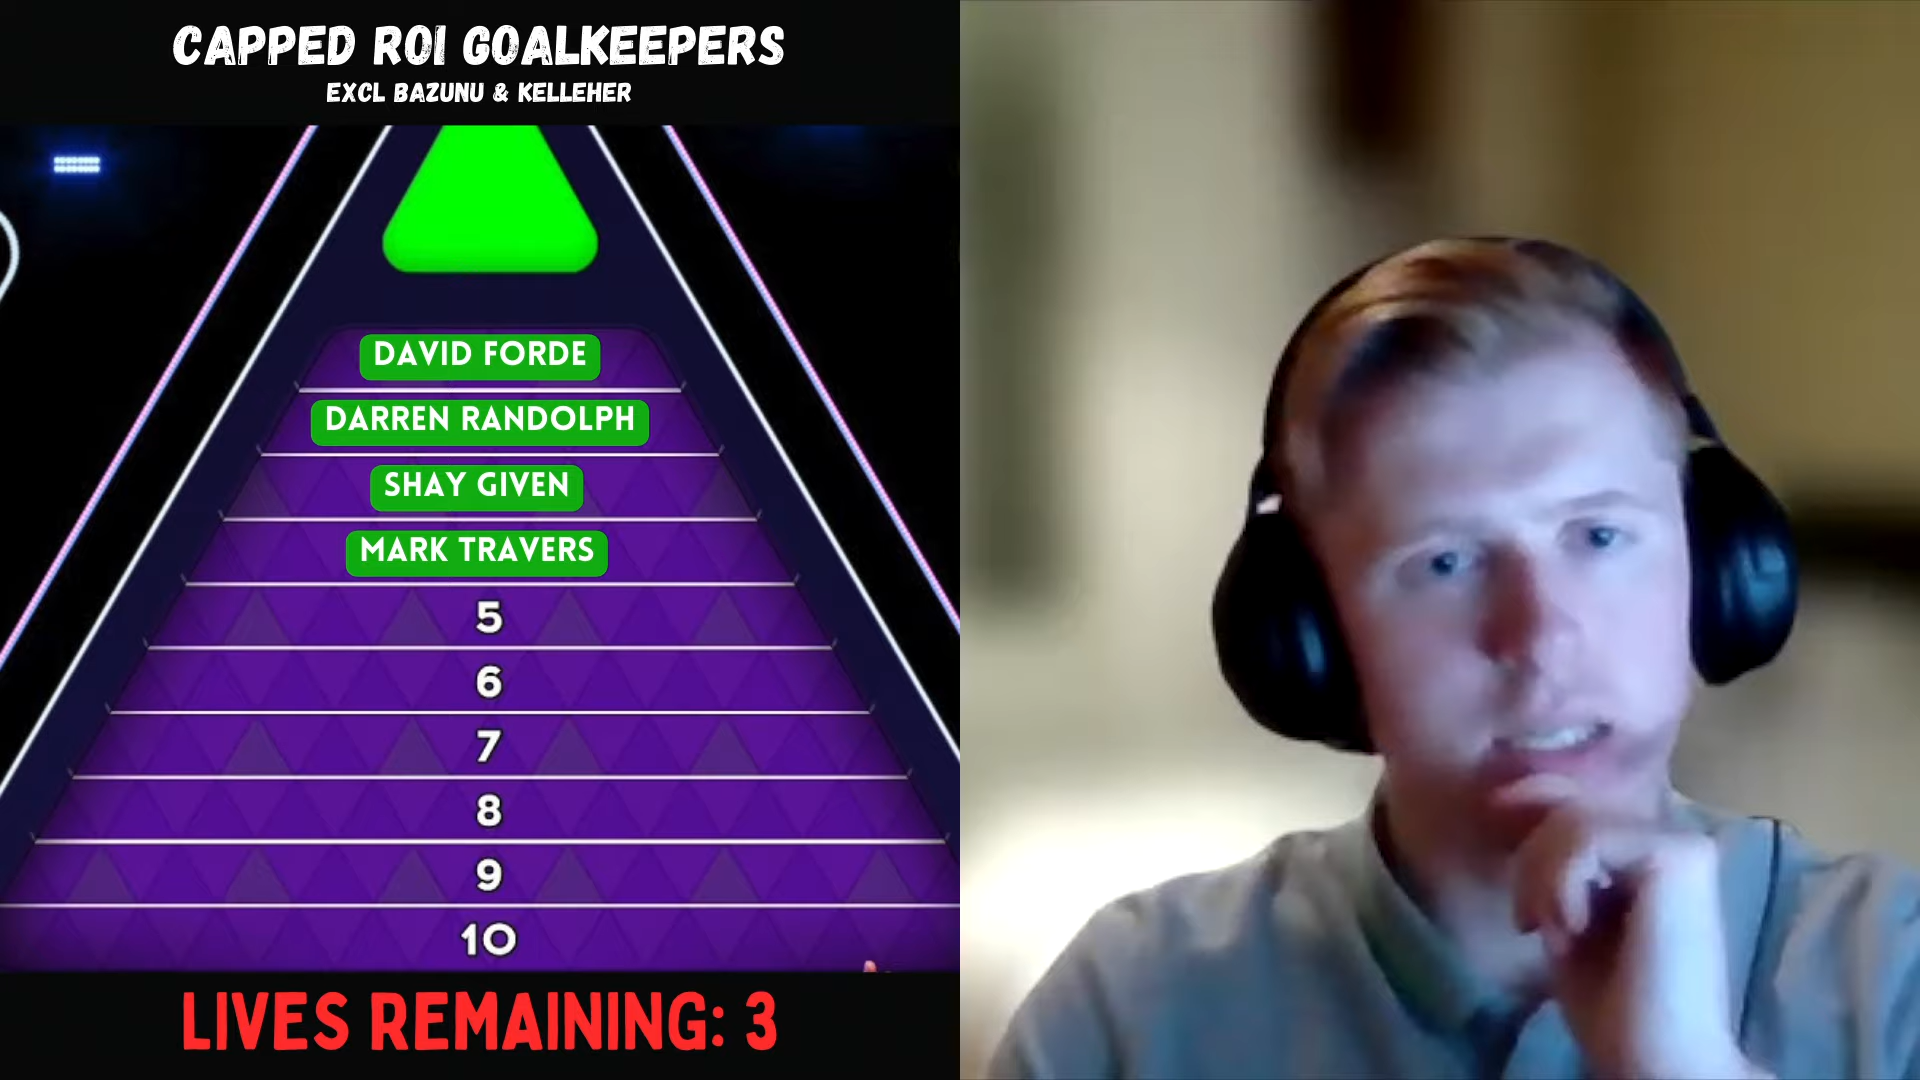 CAPPED ROI GOALKEEPERS
EXCL BAZUNU & KELLEHER
DAVID FORDE
DARREN RANDOLPH
SHAY GIVEN
MARK TRAVERS
5
6
7
8
9
10
LIVES REMAINING: 3